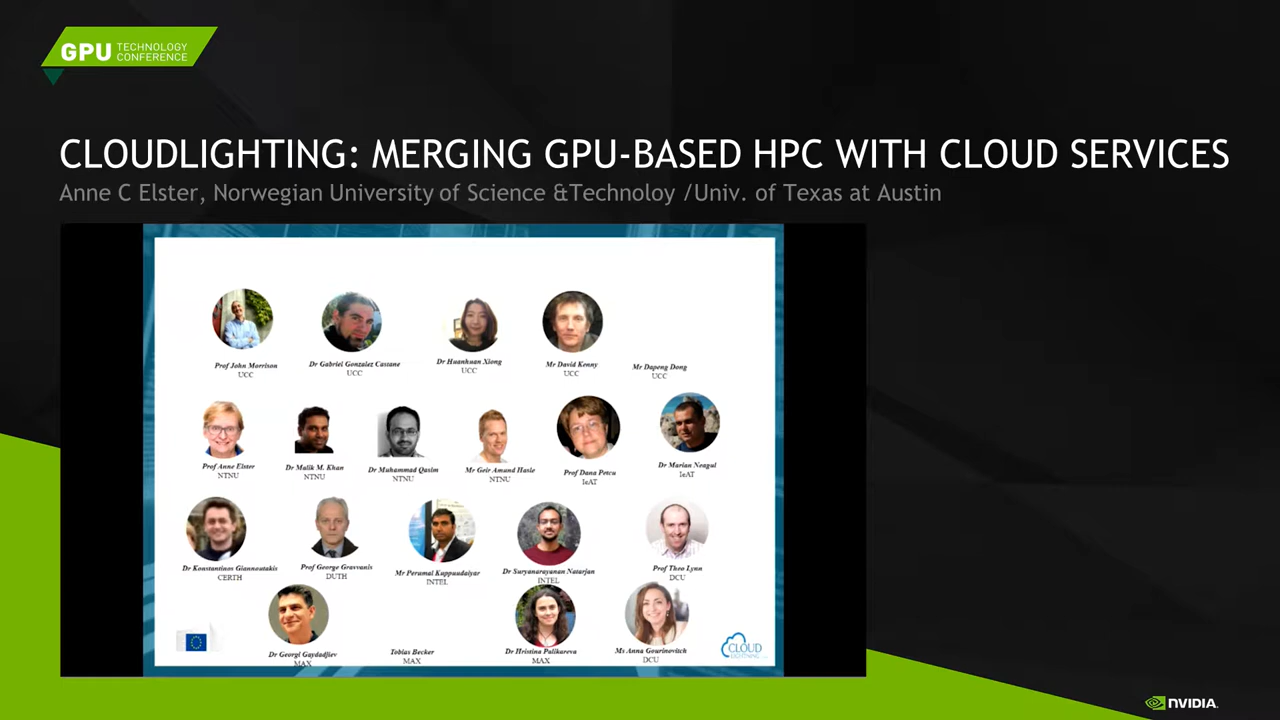 GPU TECHNOLOGY
CONFERENCE
CLOUDLIGHTING: MERGING GPU-BASED HPC WITH CLOUD SERVICES
Anne C Elster, Norwegian University of Science &Technoloy /Univ. of Texas at Austin
Prof John Morrison
UCC
Dr Gabriel Gonzalez Castane
UCC
Dr Huanhuan Xiong
UCC
Mr David Kenny
UCC
Mr Dapeng Dong
UCC
Prof Anne Elster
NTNU
Dr Malik M. Khan
NTNU
Dr Muhammad Qasim
NTNU
Mr Geir Amund Hasle
NTNU
Prof Dana Petcu
IeAT
Dr Marian Neagul
IeAT
Dr Konstantinos Giannoutakis
CERTH
Prof George Gravvanis
DUTH
Mr Perumal Kuppuudaiyar
INTEL
Dr Suryanarayanan Natarjan
INTEL
Prof Theo Lynn
DCU
Dr Georgi Gaydadjiev
MAX
Tobias Becker
MAX
Dr Hristina Palikareva
MAX
Ms Anna Gourinovitch
DCU
CLOUD
LIGHTNING
NVIDIA.